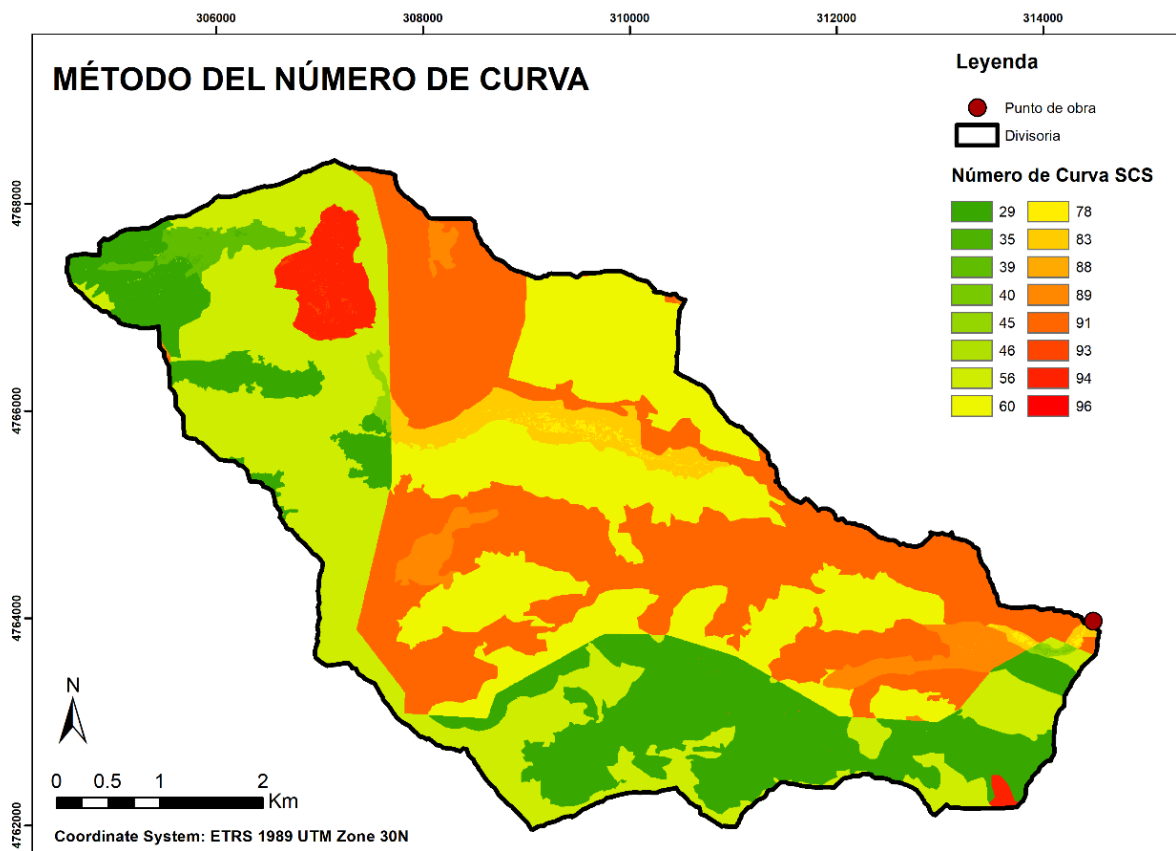 306000 308000 310000 312000 314000
MÉTODO DEL NÚMERO DE CURVA
Leyenda
Punto de obra
Divisoria
Número de Curva SCS
29 78
35 83
39 88
40 89
45 91
46 93
56 94
60 96
4768000
4766000
4764000
4762000
N
0 0.5 1 2
Km
Coordinate System: ETRS 1989 UTM Zone 30N